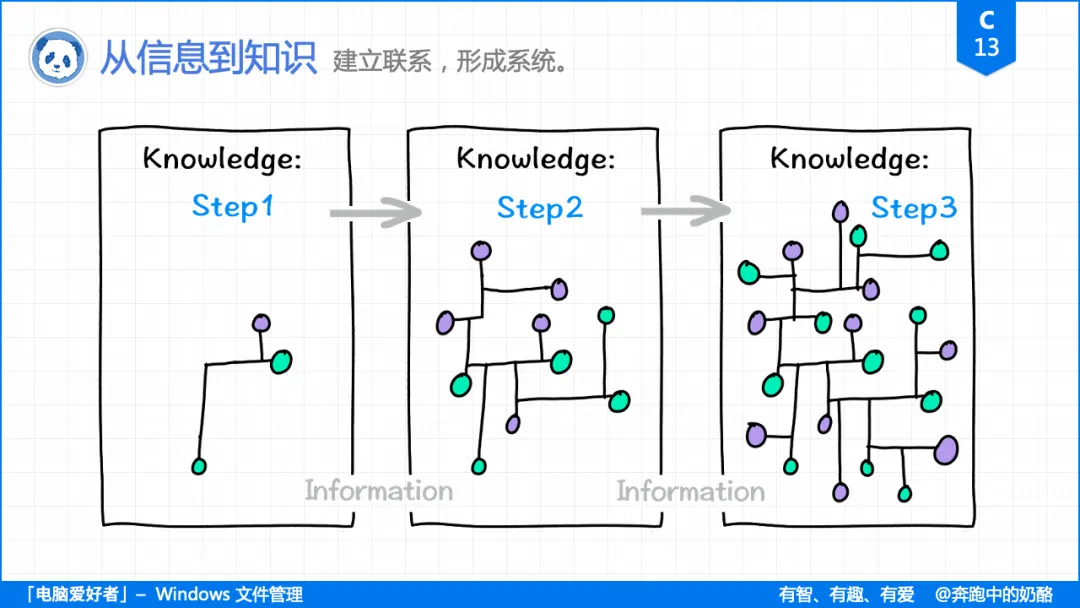 C
13
从信息到知识 建立联系，形成系统。
Knowledge:
Step1
Knowledge:
Step2
Knowledge:
Step3
Information
Information
「电脑爱好者」– Windows 文件管理
有智、有趣、有爱 @奔跑中的奶酪